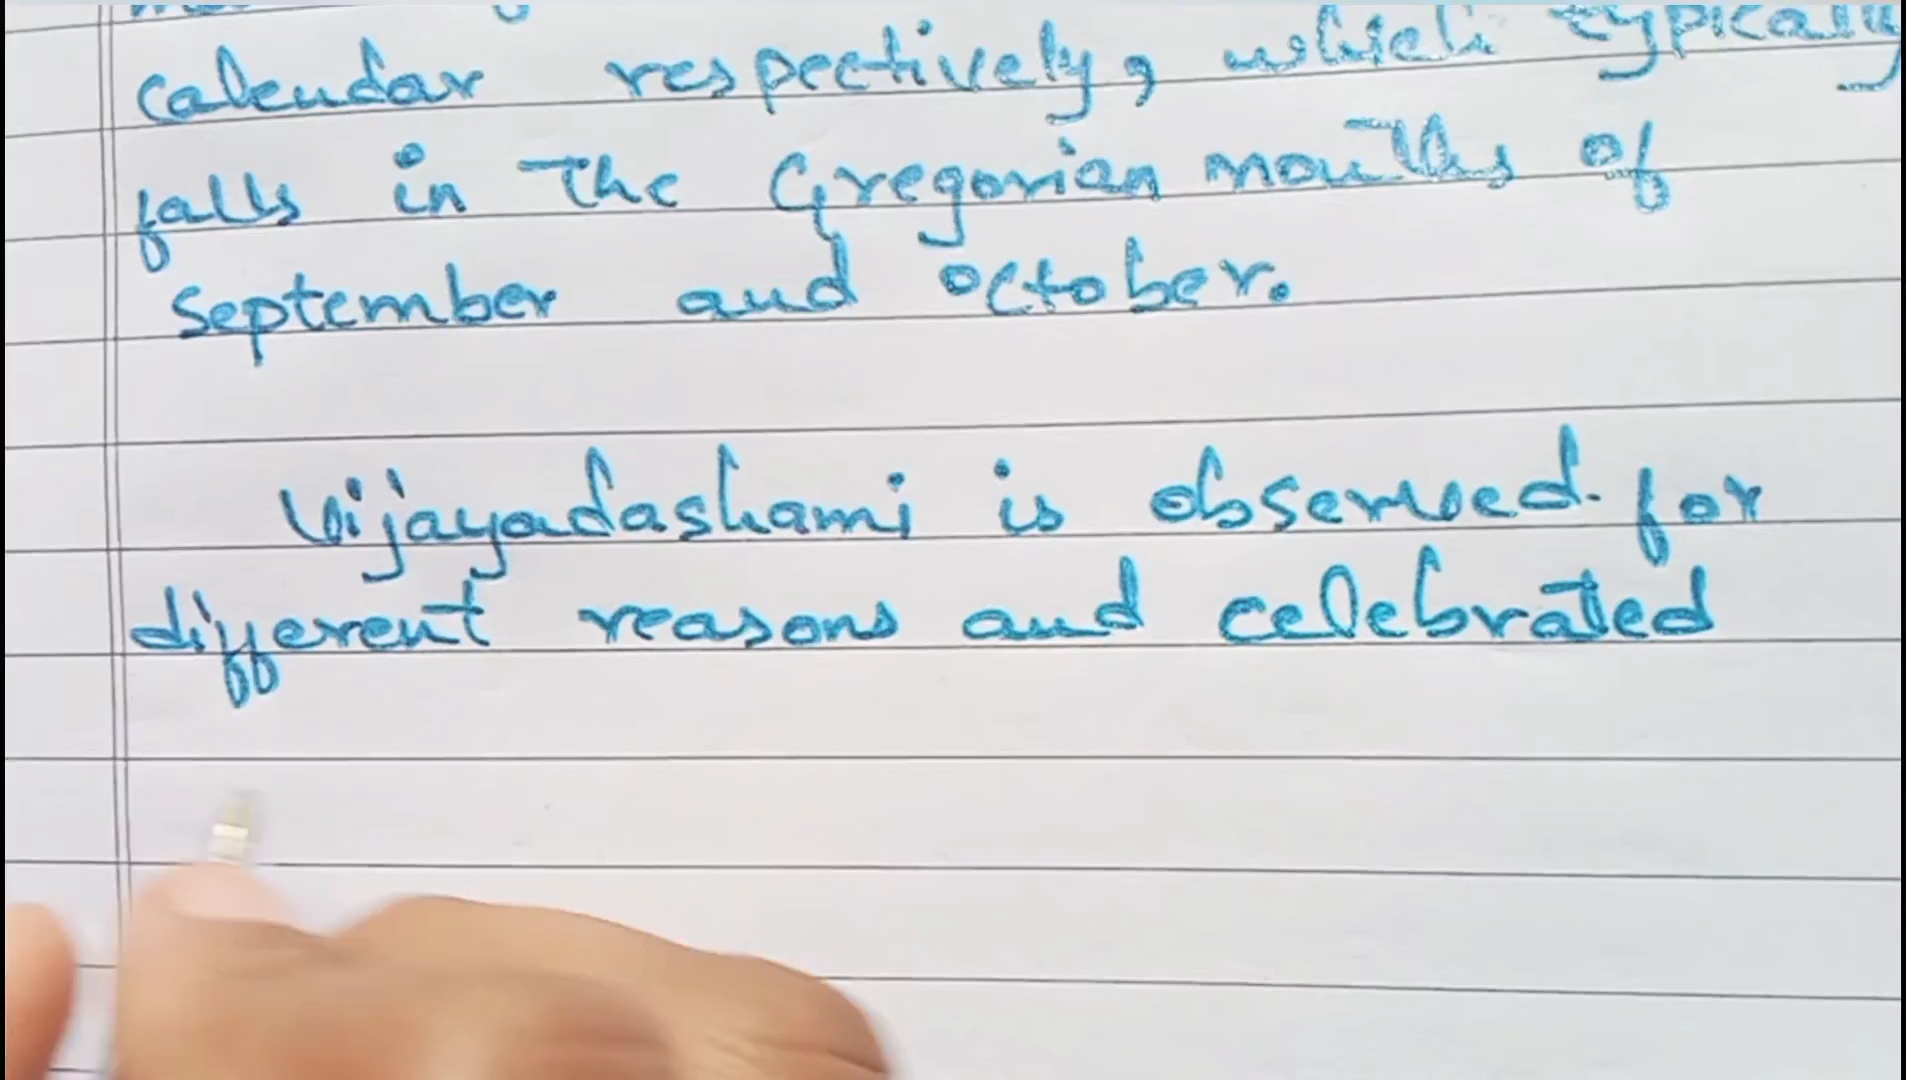 calendar respectively, which typically
falls in the Gregorian months of
September and october.
Vijayadashami is observed for
different reasons and celebrated